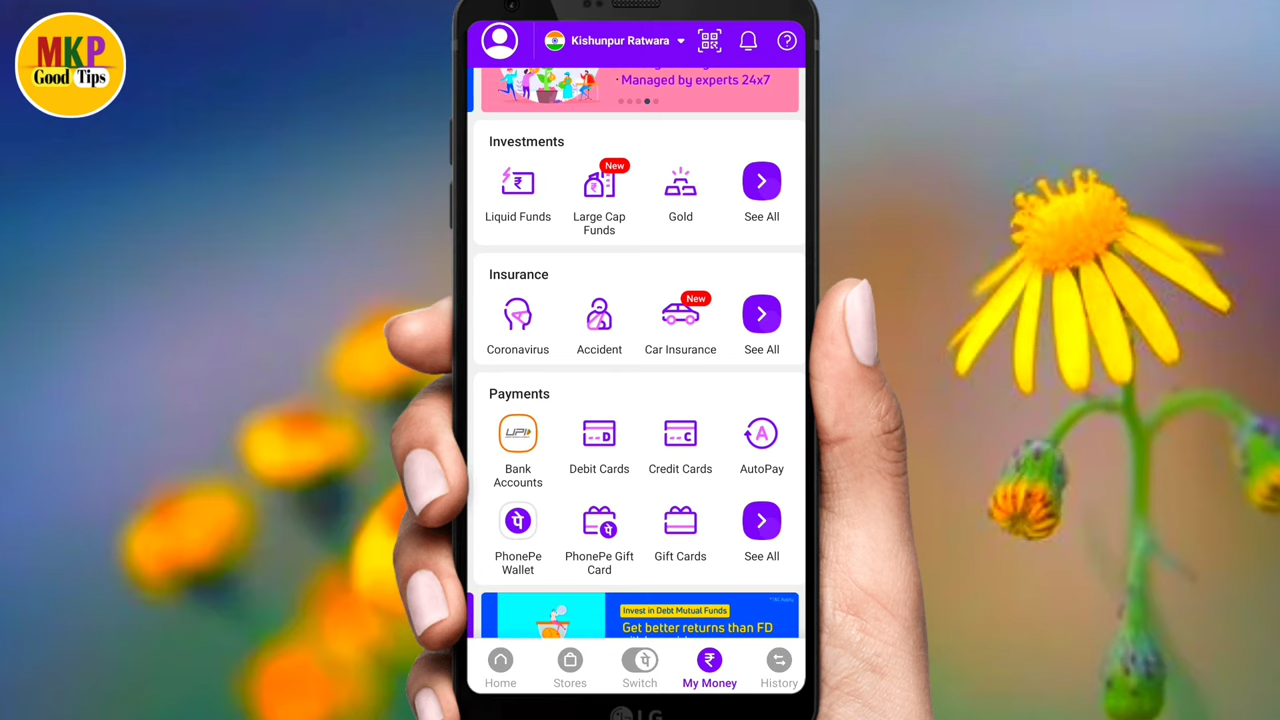 MKP
Good Tips
Kishunpur Ratwara
• Managed by experts 24x7
Investments
New
Liquid Funds
Large Cap
Funds
Gold
See All
Insurance
New
Coronavirus
Accident
Car Insurance
See All
Payments
UPI
Bank
Accounts
Debit Cards
Credit Cards
AutoPay
PhonePe
Wallet
PhonePe Gift
Card
Gift Cards
See All
Invest in Debt Mutual Funds
Get better returns than FD
Home
Stores
Switch
My Money
History
LG